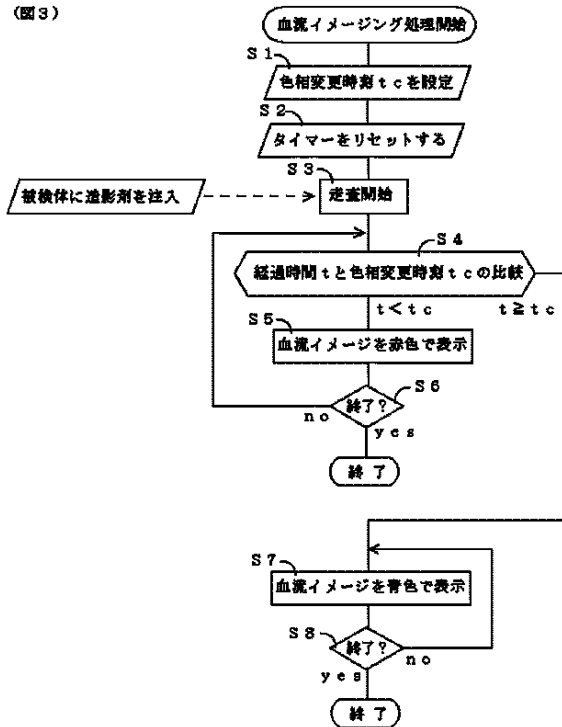 (図3)
血流イメージング処理開始
S1
色相変更時刻tcを設定
S2
タイマーをリセットする
S3
被検体に造影剤を注入
走査開始
S4
経過時間tと色相変更時刻tcの比較
t<tc
t≧tc
S5
血流イメージを赤色で表示
S6
終了?
no
yes
終了
S7
血流イメージを青色で表示
S8
終了?
no
yes
終了